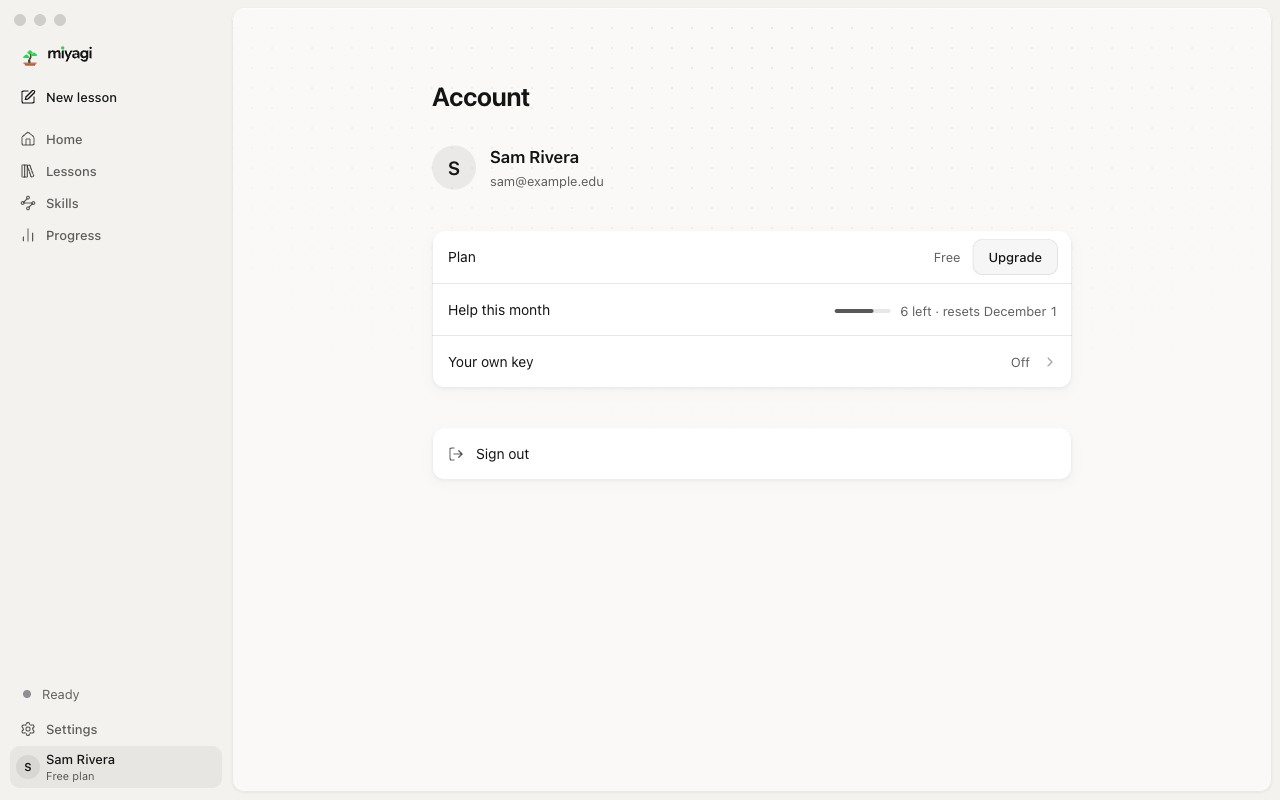 miyagi
New lesson
Home
Lessons
Skills
Progress
Ready
Settings
S
Sam Rivera
Free plan
Account
S
Sam Rivera
sam@example.edu
Plan
Free
Upgrade
Help this month
6 left · resets December 1
Your own key
Off
Sign out